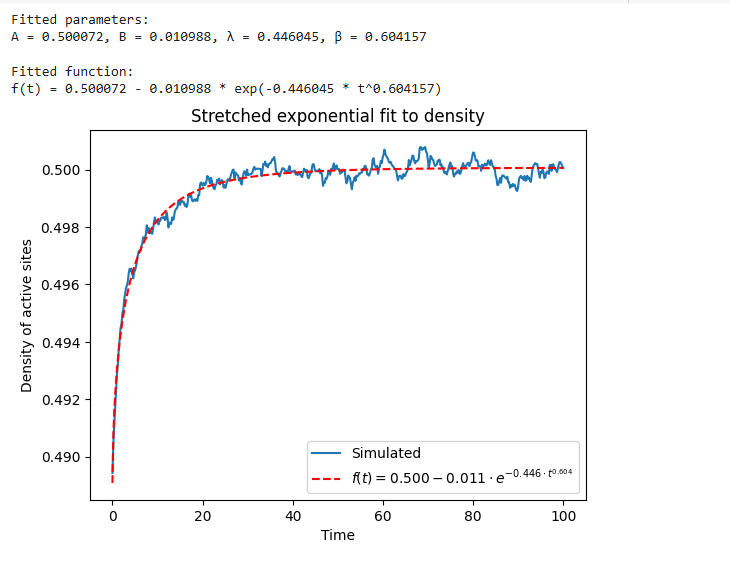 Fitted parameters:
A = 0.500072, B = 0.010988, λ = 0.446045, β = 0.604157
Fitted function:
f(t) = 0.500072 - 0.010988 * exp(-0.446045 * t^0.604157)
Stretched exponential fit to density
0.500
0.498
0.496
0.494
0.492
0.490
Density of active sites
Simulated
f(t) = 0.500 − 0.011 · e^{−0.446 · t^{0.604}}
0 20 40 60 80 100
Time